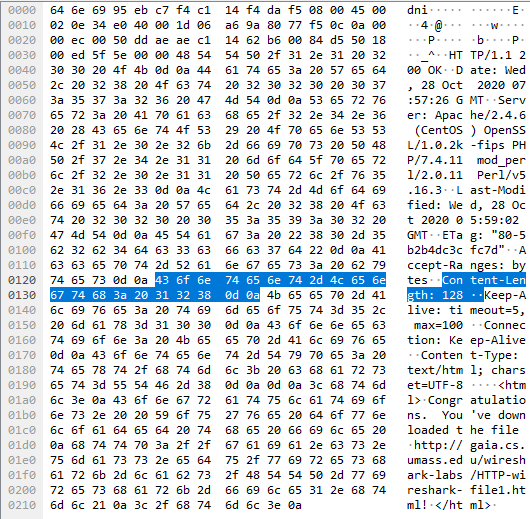 0000 64 6e 69 95 eb c7 f4 c1 14 f4 da f5 08 00 45 00 dni····· ······E·
0010 02 0e 34 e0 40 00 1d 06 a6 9a 80 77 f5 0c 0a 00 ··4·@··· ···w····
0020 00 ec 00 50 dd ae ae c1 14 62 b6 00 84 d5 50 18 ···P···· ·b····P·
0030 00 ed 5f 5e 00 00 48 54 54 50 2f 31 2e 31 20 32 ··_^··HT TP/1.1 2
0040 30 30 20 4f 4b 0d 0a 44 61 74 65 3a 20 57 65 64 00 OK··D ate: Wed
0050 2c 20 32 38 20 4f 63 74 20 32 30 32 30 20 30 37 , 28 Oct 2020 07
0060 3a 35 37 3a 32 36 20 47 4d 54 0d 0a 53 65 72 76 :57:26 G MT··Serv
0070 65 72 3a 20 41 70 61 63 68 65 2f 32 2e 34 2e 36 er: Apac he/2.4.6
0080 20 28 43 65 6e 74 4f 53 29 20 4f 70 65 6e 53 53 (CentOS ) OpenSS
0090 4c 2f 31 2e 30 2e 32 6b 2d 66 69 70 73 20 50 48 L/1.0.2k -fips PH
00a0 50 2f 37 2e 34 2e 31 31 20 6d 6f 64 5f 70 65 72 P/7.4.11 mod_per
00b0 6c 2f 32 2e 30 2e 31 31 20 50 65 72 6c 2f 76 35 l/2.0.11 Perl/v5
00c0 2e 31 36 2e 33 0d 0a 4c 61 73 74 2d 4d 6f 64 69 .16.3··L ast-Modi
00d0 66 69 65 64 3a 20 57 65 64 2c 20 32 38 20 4f 63 fied: We d, 28 Oc
00e0 74 20 32 30 32 30 20 30 35 3a 35 39 3a 30 32 20 t 2020 0 5:59:02
00f0 47 4d 54 0d 0a 45 54 61 67 3a 20 22 38 30 2d 35 GMT··ETa g: "80-5
0100 62 32 62 34 64 63 33 63 66 63 37 64 22 0d 0a 41 b2b4dc3c fc7d"··A
0110 63 63 65 70 74 2d 52 61 6e 67 65 73 3a 20 62 79 ccept-Ra nges: by
0120 74 65 73 0d 0a 43 6f 6e 74 65 6e 74 2d 4c 65 6e tes··Con tent-Len
0130 67 74 68 3a 20 31 32 38 0d 0a 4b 65 65 70 2d 41 gth: 128 ··Keep-A
0140 6c 69 76 65 3a 20 74 69 6d 65 6f 75 74 3d 35 2c live: ti meout=5,
0150 20 6d 61 78 3d 31 30 30 0d 0a 43 6f 6e 6e 65 63 max=100 ··Connec
0160 74 69 6f 6e 3a 20 4b 65 65 70 2d 41 6c 69 76 65 tion: Ke ep-Alive
0170 0d 0a 43 6f 6e 74 65 6e 74 2d 54 79 70 65 3a 20 ··Conten t-Type:
0180 74 65 78 74 2f 68 74 6d 6c 3b 20 63 68 61 72 73 text/htm l; chars
0190 65 74 3d 55 54 46 2d 38 0d 0a 0d 0a 3c 68 74 6d et=UTF-8 ····<htm
01a0 6c 3e 0a 43 6f 6e 67 72 61 74 75 6c 61 74 69 6f l>·Congr atulatio
01b0 6e 73 2e 20 20 59 6f 75 27 76 65 20 64 6f 77 6e ns.  You 've down
01c0 6c 6f 61 64 65 64 20 74 68 65 20 66 69 6c 65 20 loaded t he file
01d0 0a 68 74 74 70 3a 2f 2f 67 61 69 61 2e 63 73 2e ·http:// gaia.cs.
01e0 75 6d 61 73 73 2e 65 64 75 2f 77 69 72 65 73 68 umass.ed u/wiresh
01f0 61 72 6b 2d 6c 61 62 73 2f 48 54 54 50 2d 77 69 ark-labs /HTTP-wi
0200 72 65 73 68 61 72 6b 2d 66 69 6c 65 31 2e 68 74 reshark- file1.ht
0210 6d 6c 21 0a 3c 2f 68 74 6d 6c 3e 0a ml!·</ht ml>·